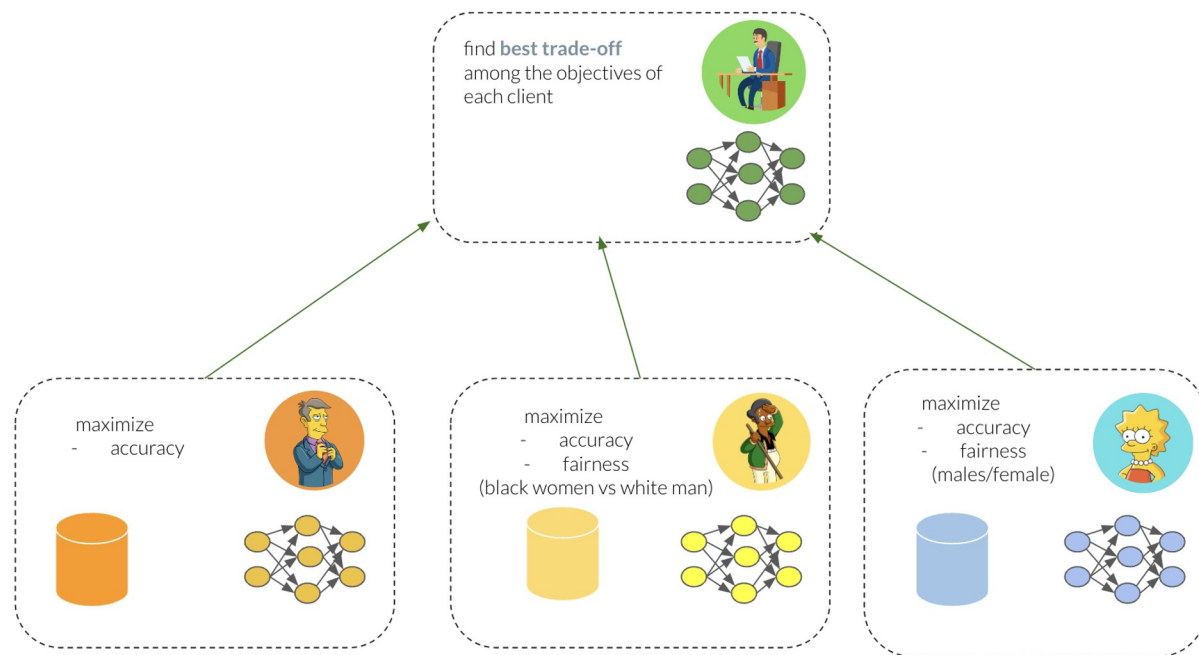 find best trade-off
among the objectives of
each client
maximize
- accuracy
maximize
- accuracy
- fairness
(black women vs white man)
maximize
- accuracy
- fairness
(males/female)